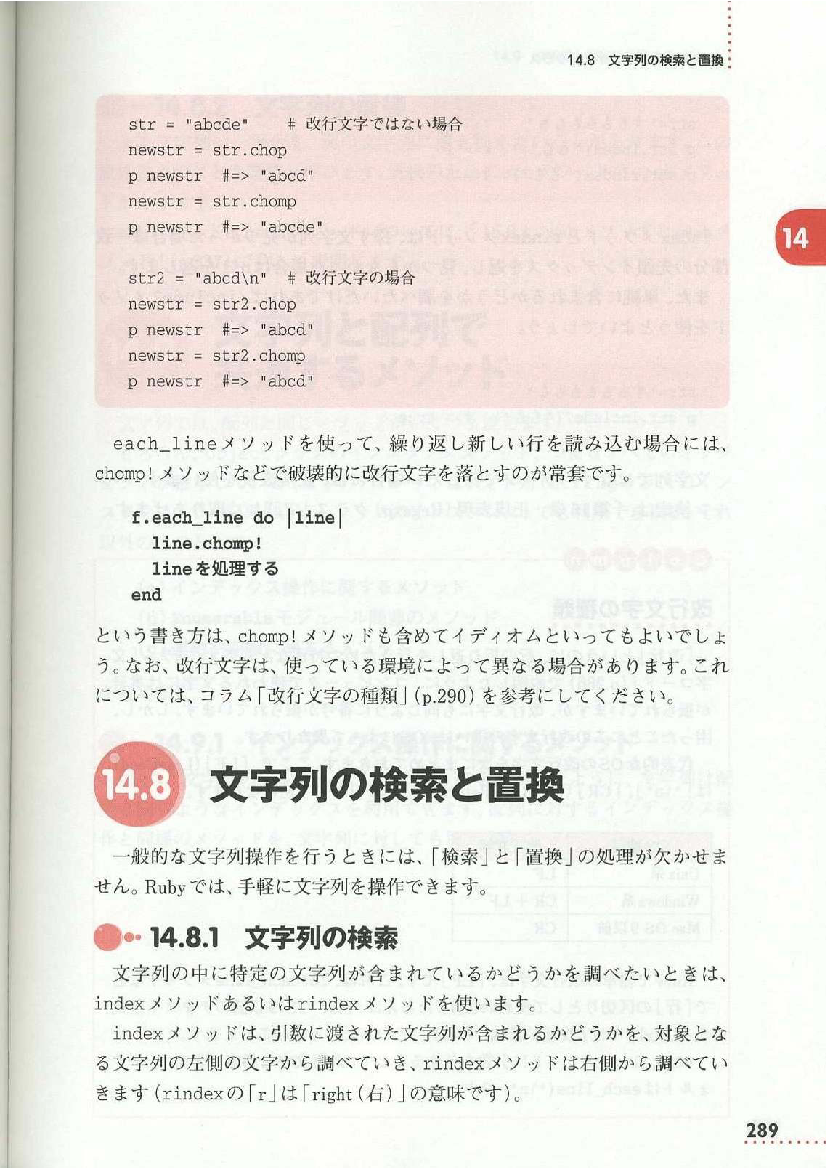 14.8 文字列の検索と置換
str = "abcde" # 改行文字ではない場合
newstr = str.chop
p newstr #=> "abcd"
newstr = str.chomp
p newstr #=> "abcde"
str2 = "abcd\n" # 改行文字の場合
newstr = str2.chop
p newstr #=> "abcd"
newstr = str2.chomp
p newstr #=> "abcd"
14
each_lineメソッドを使って、繰り返し新しい行を読み込む場合には、
chomp! メソッドなどで破壊的に改行文字を落とすのが常套です。
f.each_line do |line|
line.chomp!
lineを処理する
end
という書き方は、chomp! メソッドも含めてイディオムといってもよいでしょ
う。なお、改行文字は、使っている環境によって異なる場合があります。これ
については、コラム「改行文字の種類」(p.290) を参考にしてください。
14.8 文字列の検索と置換
一般的な文字列操作を行うときには、「検索」と「置換」の処理が欠かせま
せん。Rubyでは、手軽に文字列を操作できます。
14.8.1 文字列の検索
文字列の中に特定の文字列が含まれているかどうかを調べたいときは、
indexメソッドあるいはrindexメソッドを使います。
indexメソッドは、引数に渡された文字列が含まれるかどうかを、対象とな
る文字列の左側の文字から調べていき、rindexメソッドは右側から調べてい
きます (rindexの「r」は「right (右) 」の意味です)。
289